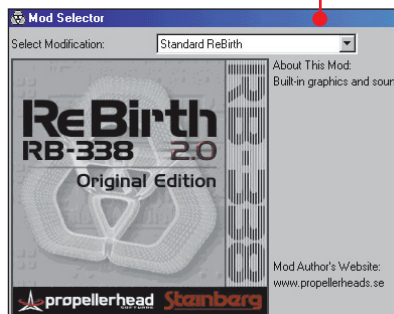 Mod Selector
Select Modification: Standard ReBirth
About This Mod:
Built-in graphics and soun
ReBirth
RB-338 2.0
Original Edition
RB-338
propellerhead
SOFTWARE
Steinberg
Mod Author's Website:
www.propellerheads.se